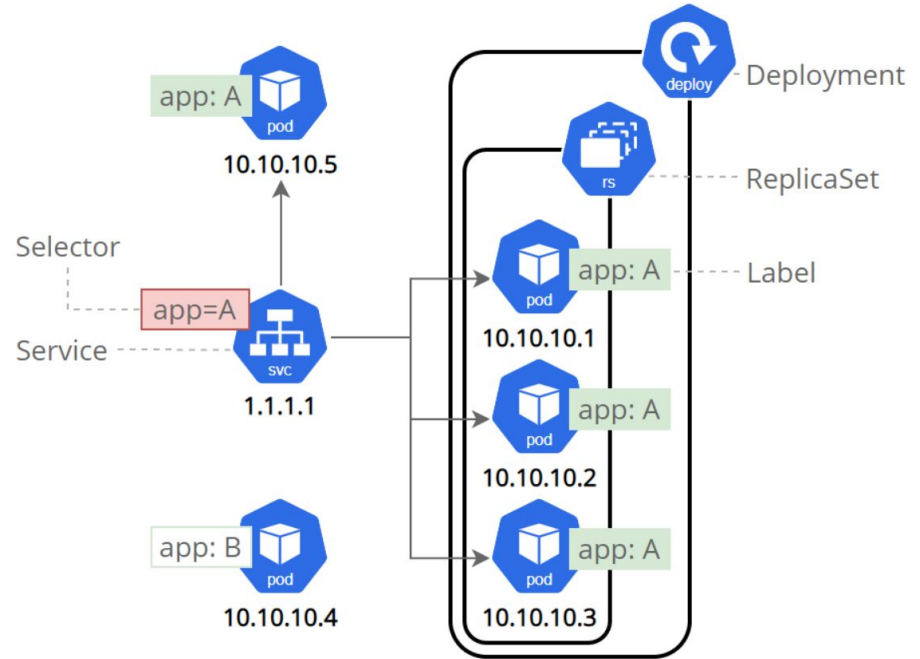 deploy
Deployment
app: A
pod
10.10.10.5
rs
ReplicaSet
Selector
app=A
Service
svc
1.1.1.1
pod
app: A
Label
10.10.10.1
pod
app: A
10.10.10.2
app: B
pod
10.10.10.4
pod
app: A
10.10.10.3